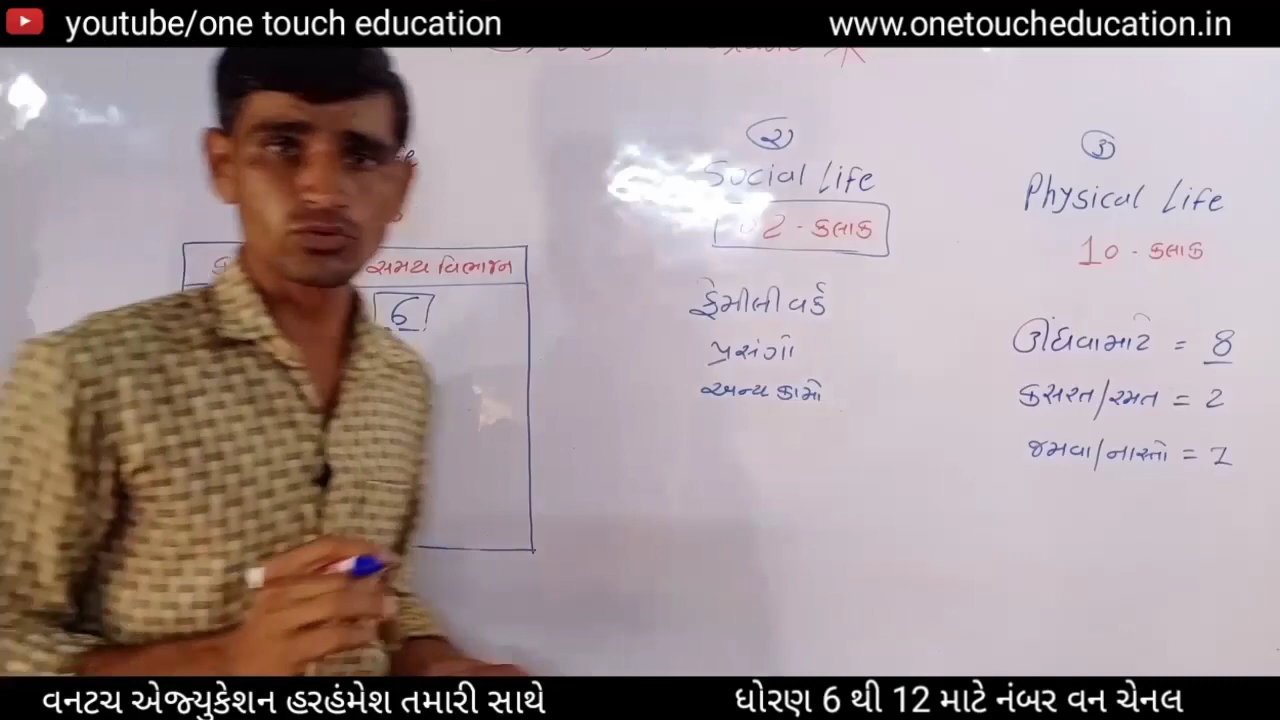 youtube/one touch education
www.onetoucheducation.in
સમય વિભાજન
6
૨
Social Life
2 - કલાક
ફેમીલી વર્ક
પ્રસંગો
અન્ય કામો
૩
Physical Life
10 - કલાક
ઊંઘવામાટે = 8
કસરત/રમત = 2
જમવા/નાસ્તો = 1
વનટચ એજ્યુકેશન હરહંમેશ તમારી સાથે
ધોરણ 6 થી 12 માટે નંબર વન ચેનલ